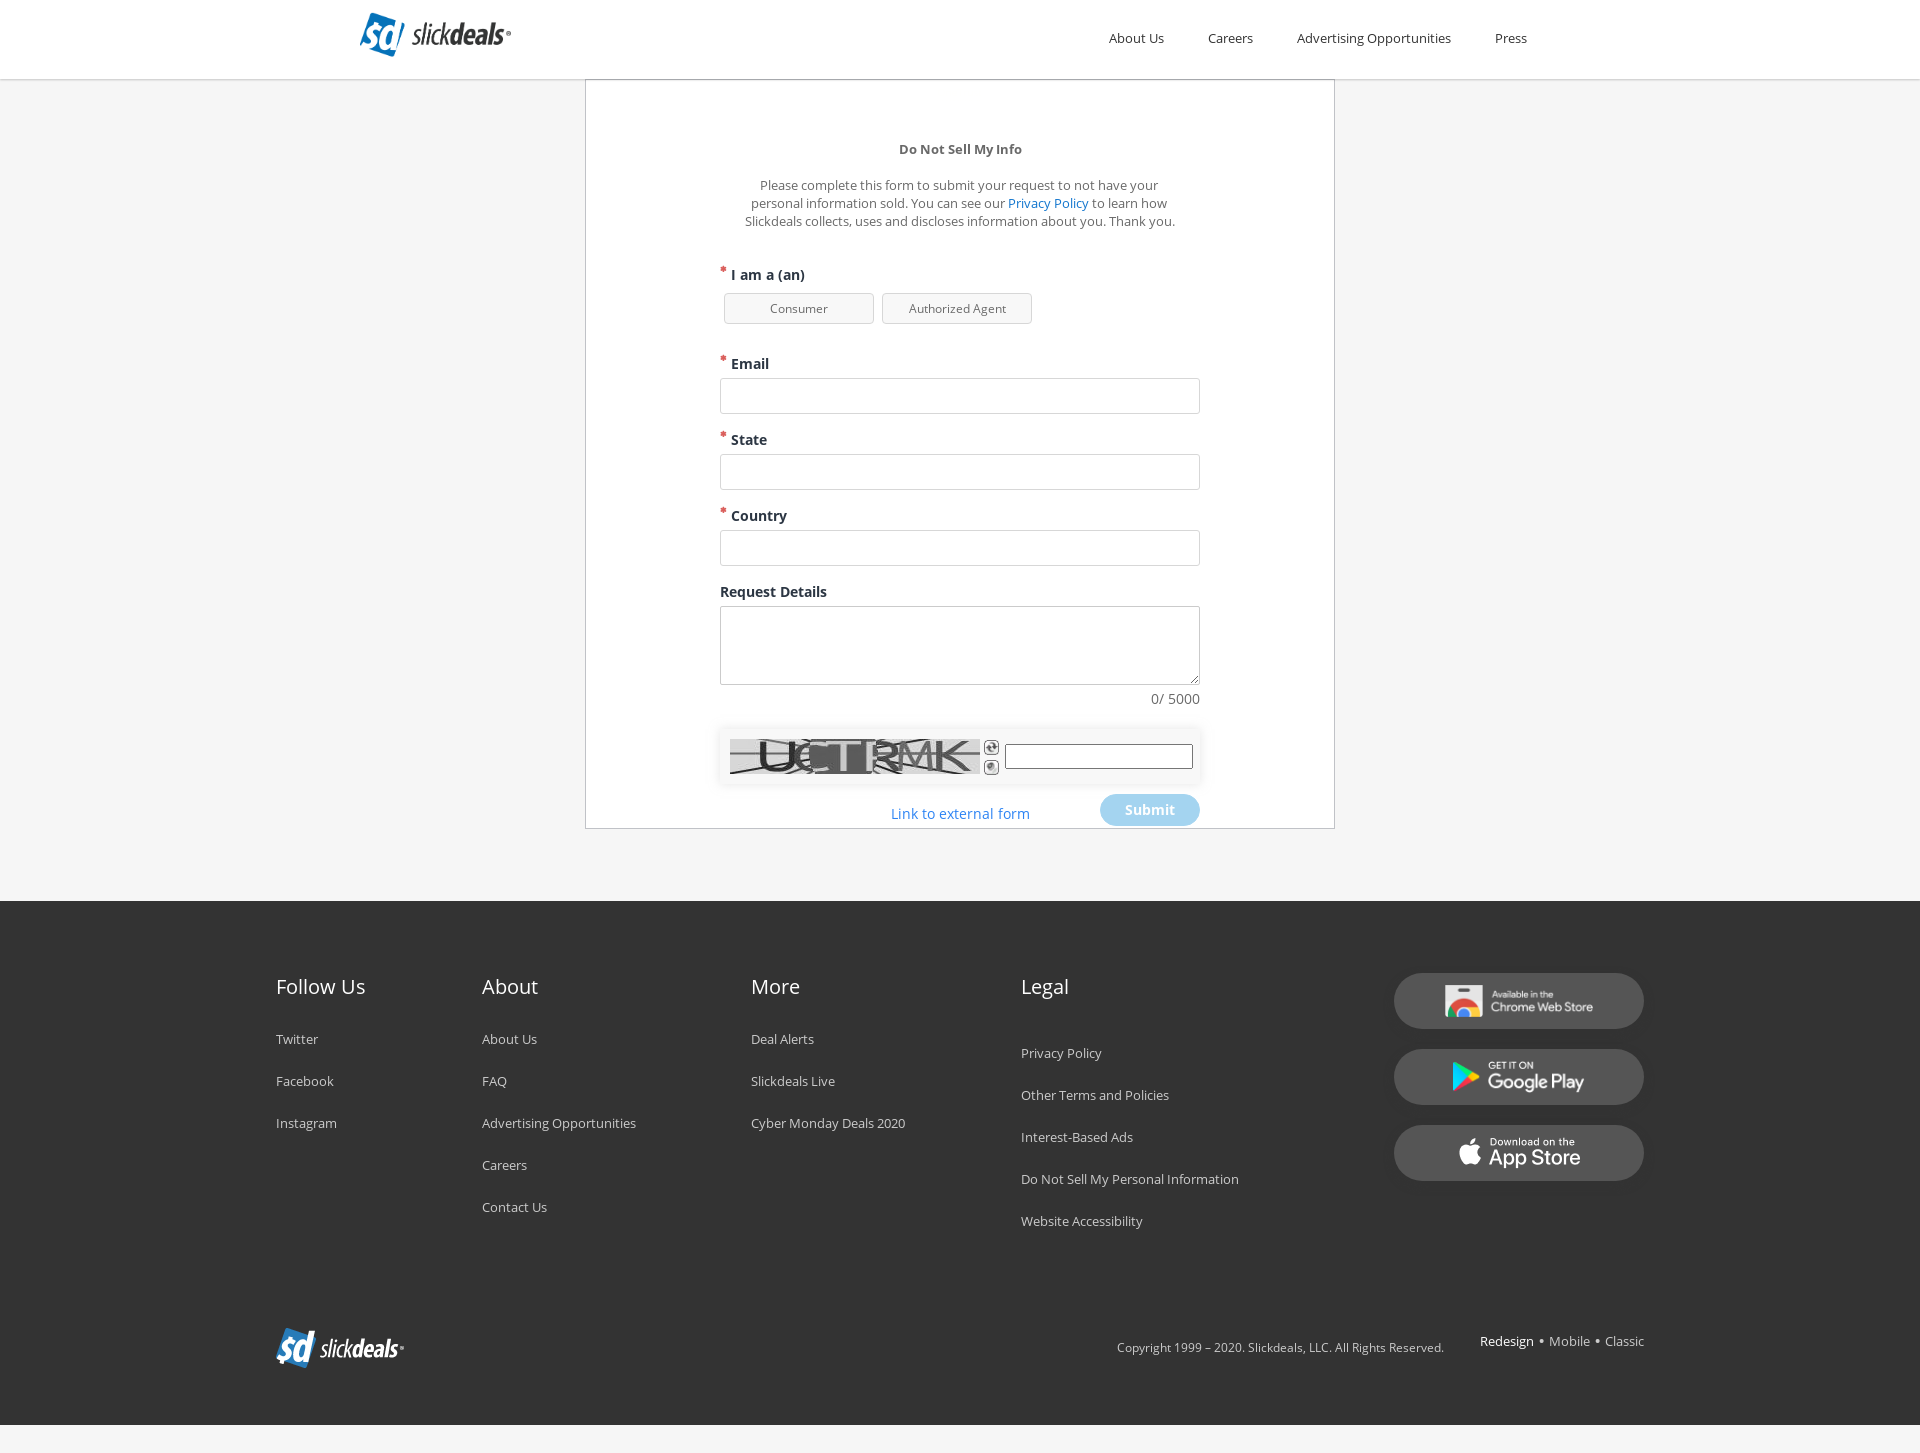 sd slickdeals
About Us
Careers
Advertising Opportunities
Press
Do Not Sell My Info
Please complete this form to submit your request to not have your
personal information sold. You can see our Privacy Policy to learn how
Slickdeals collects, uses and discloses information about you. Thank you.
* I am a (an)
Consumer
Authorized Agent
* Email
* State
* Country
Request Details
0/ 5000
Link to external form
Submit
Follow Us
Twitter
Facebook
Instagram
About
About Us
FAQ
Advertising Opportunities
Careers
Contact Us
More
Deal Alerts
Slickdeals Live
Cyber Monday Deals 2020
Legal
Privacy Policy
Other Terms and Policies
Interest-Based Ads
Do Not Sell My Personal Information
Website Accessibility
Available in the
Chrome Web Store
GET IT ON
Google Play
Download on the
App Store
sd slickdeals
Copyright 1999 – 2020. Slickdeals, LLC. All Rights Reserved.
Redesign • Mobile • Classic